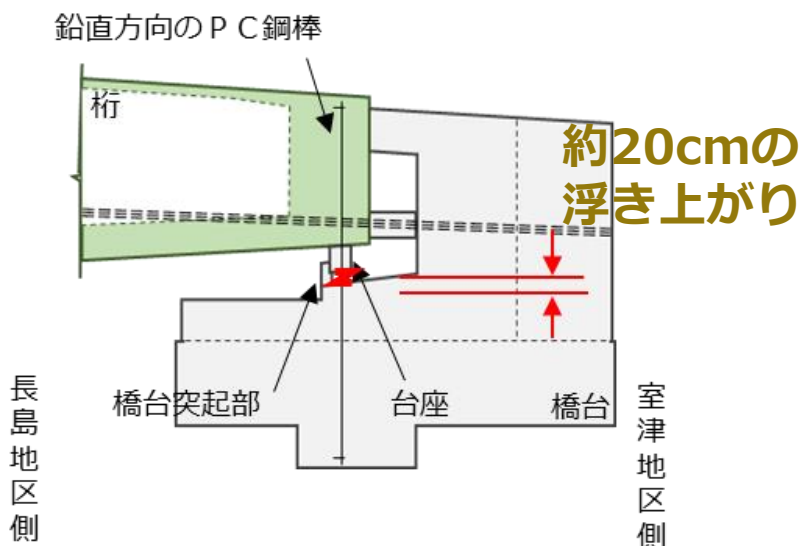 鉛直方向のＰＣ鋼棒
桁
約20cmの
浮き上がり
橋台突起部
台座
橋台
長島地区側
室津地区側